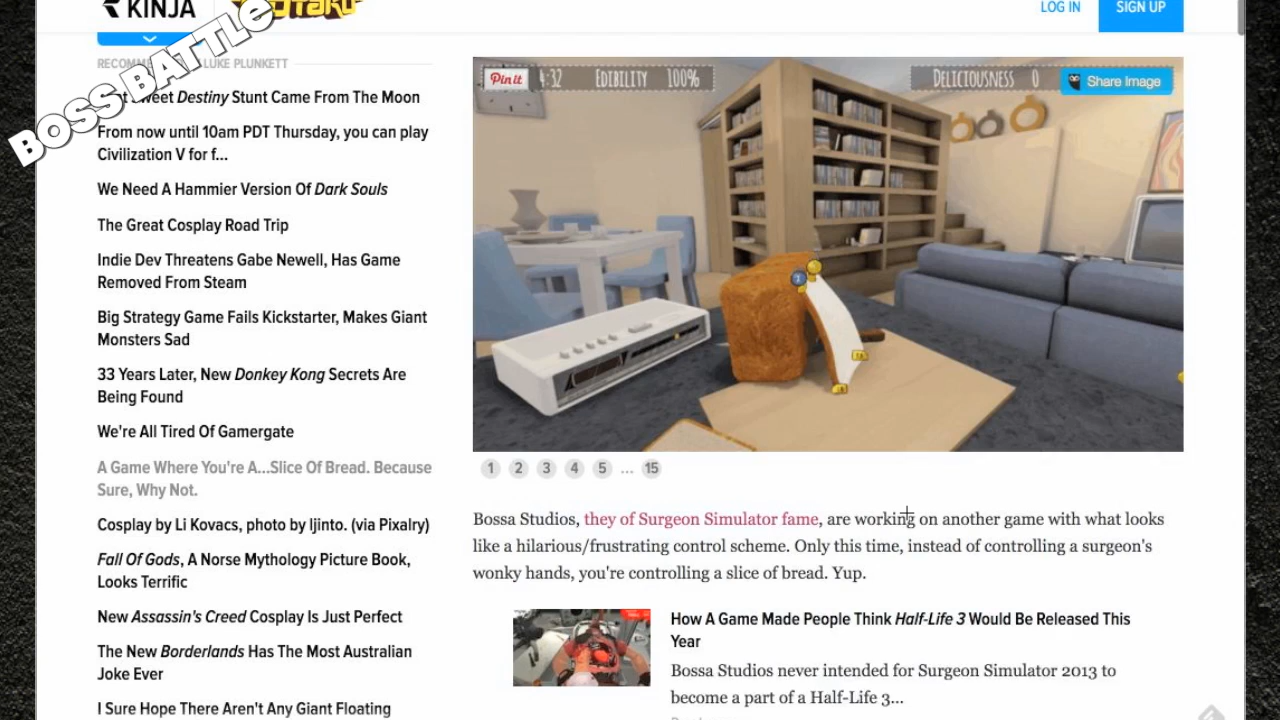 KINJA
KOTAKU
LOG IN
SIGN UP
BOSS BATTLE
LUKE PLUNKETT
Sweet Destiny Stunt Came From The Moon
From now until 10am PDT Thursday, you can play
Civilization V for f...
We Need A Hammier Version Of Dark Souls
The Great Cosplay Road Trip
Indie Dev Threatens Gabe Newell, Has Game
Removed From Steam
Big Strategy Game Fails Kickstarter, Makes Giant
Monsters Sad
33 Years Later, New Donkey Kong Secrets Are
Being Found
We're All Tired Of Gamergate
A Game Where You're A...Slice Of Bread. Because
Sure, Why Not.
Cosplay by Li Kovacs, photo by Ijinto. (via Pixalry)
Fall Of Gods, A Norse Mythology Picture Book,
Looks Terrific
New Assassin's Creed Cosplay Is Just Perfect
The New Borderlands Has The Most Australian
Joke Ever
I Sure Hope There Aren't Any Giant Floating
Pin it
4:32 EDIBILITY 100%
DELICIOUSNESS 0
Share Image
1 2 3 4 5 ... 15
Bossa Studios, they of Surgeon Simulator fame, are working on another game with what looks
like a hilarious/frustrating control scheme. Only this time, instead of controlling a surgeon's
wonky hands, you're controlling a slice of bread. Yup.
How A Game Made People Think Half-Life 3 Would Be Released This
Year
Bossa Studios never intended for Surgeon Simulator 2013 to
become a part of a Half-Life 3...